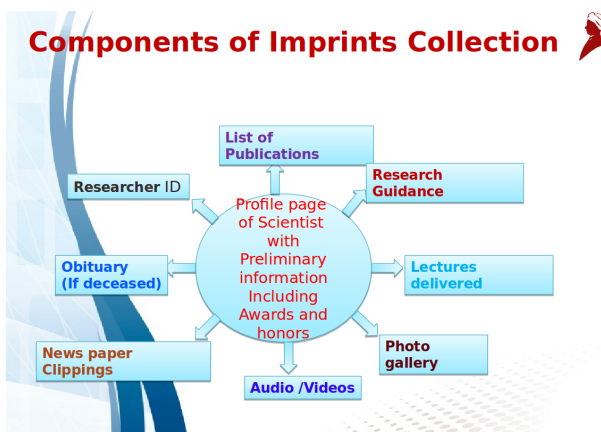 Components of Imprints Collection
List of
Publications
Research
Guidance
Researcher ID
Profile page
of Scientist
with
Preliminary
information
Including
Awards and
honors
Obituary
(If deceased)
Lectures
delivered
News paper
Clippings
Photo
gallery
Audio /Videos